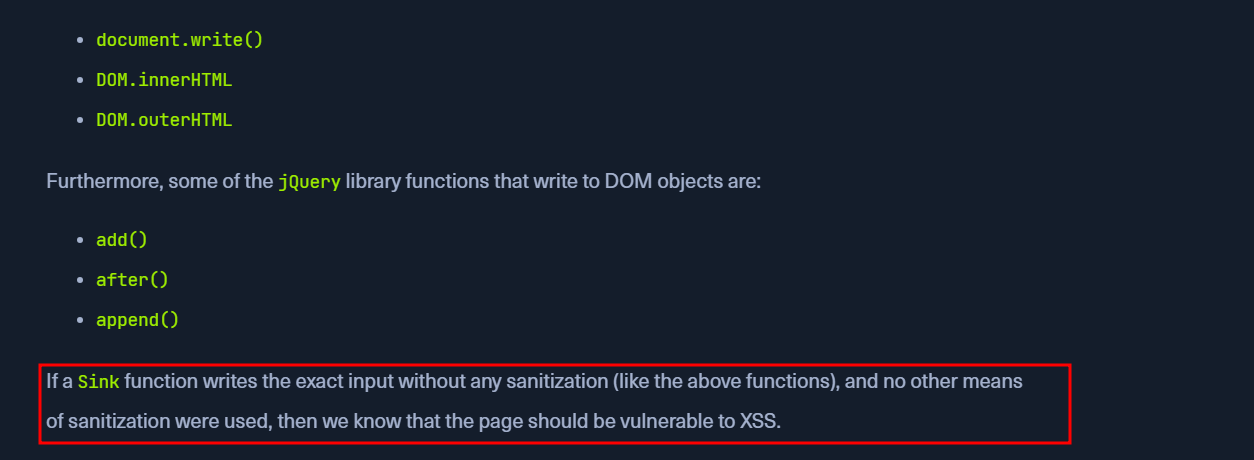 document.write()
DOM.innerHTML
DOM.outerHTML
Furthermore, some of the jQuery library functions that write to DOM objects are:
add()
after()
append()
If a Sink function writes the exact input without any sanitization (like the above functions), and no other means
of sanitization were used, then we know that the page should be vulnerable to XSS.